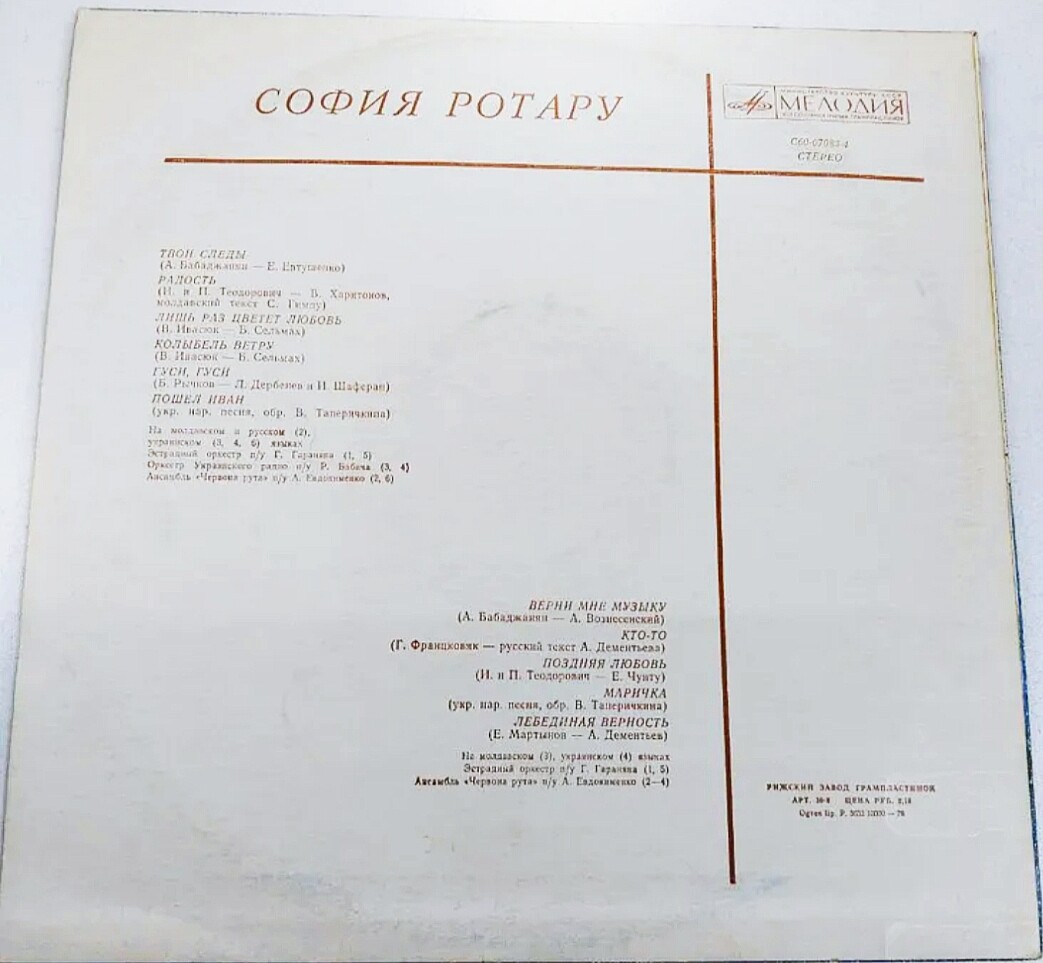 СОФИЯ РОТАРУ
МЕЛОДИЯ
СТЕРЕО
ТВОИ СЛЕДЫ
(А. Бабаджанян — Е. Евтушенко)
РАДОСТЬ
(И. и П. Теодорович — В. Харитонов,
молдавский текст С. Гимпу)
ЛИШЬ РАЗ ЦВЕТЕТ ЛЮБОВЬ
(В. Ивасюк — Б. Сельмах)
КОЛЫБЕЛЬ ВЕТРУ
(В. Ивасюк — Б. Сельмах)
ГУСИ, ГУСИ
(Б. Рычков — Л. Дербенев и И. Шаферан)
ПОШЕЛ ИВАН
(укр. нар. песня, обр. В. Таперичкина)
На молдавском и русском (2),
украинском (3, 4, 6) языках
Эстрадный оркестр п/у Г. Гараняна (1, 5)
Оркестр Украинского радио п/у Р. Бабича (3, 4)
Ансамбль «Червона рута» п/у А. Евдокименко (2, 6)
ВЕРНИ МНЕ МУЗЫКУ
(А. Бабаджанян — А. Вознесенский)
КТО-ТО
(Г. Францковяк — русский текст А. Дементьева)
ПОЗДНЯЯ ЛЮБОВЬ
(И. и П. Теодорович — Е. Чунту)
МАРИЧКА
(укр. нар. песня, обр. В. Таперичкина)
ЛЕБЕДИНАЯ ВЕРНОСТЬ
(Е. Мартынов — А. Дементьев)
На молдавском (3), украинском (4) языках
Эстрадный оркестр п/у Г. Гараняна (1, 5)
Ансамбль «Червона рута» п/у А. Евдокименко (2—4)
РИЖСКИЙ ЗАВОД ГРАМПЛАСТИНОК
АРТ. ЦЕНА РУБ.